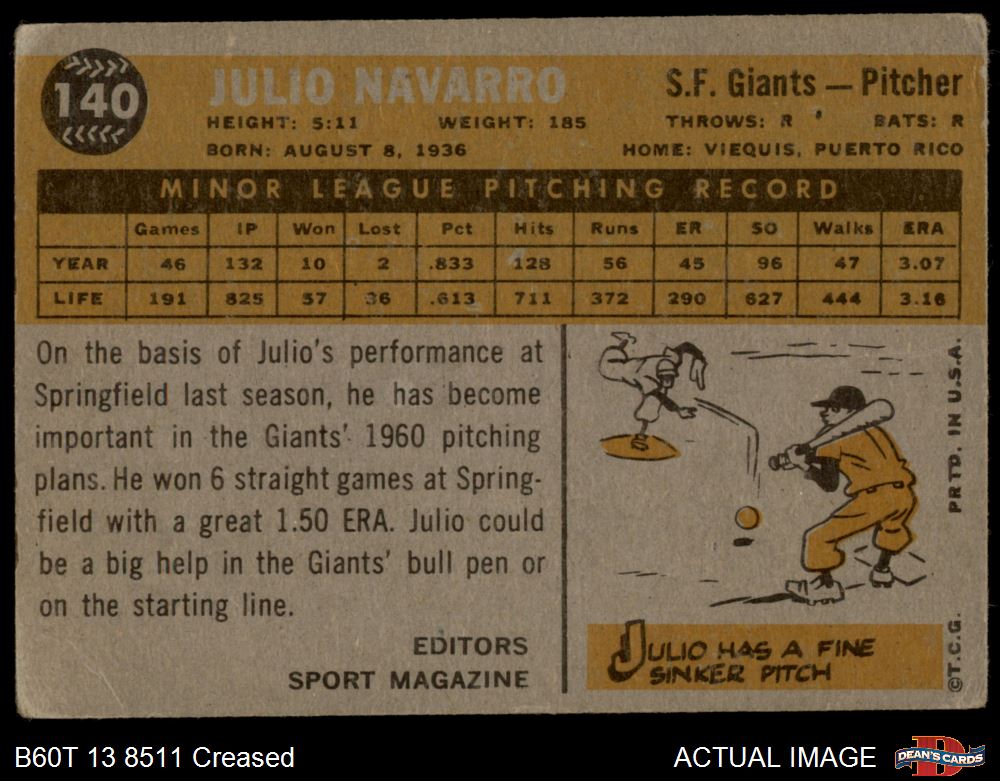 140
JULIO NAVARRO
S.F. Giants — Pitcher
HEIGHT: 5:11 WEIGHT: 185 THROWS: R BATS: R
BORN: AUGUST 8, 1936 HOME: VIEQUIS, PUERTO RICO
MINOR LEAGUE PITCHING RECORD
Games IP Won Lost Pct Hits Runs ER SO Walks ERA
YEAR 46 132 10 2 .833 128 56 45 96 47 3.07
LIFE 191 825 57 36 .613 711 372 290 627 444 3.16
On the basis of Julio's performance at
Springfield last season, he has become
important in the Giants' 1960 pitching
plans. He won 6 straight games at Spring-
field with a great 1.50 ERA. Julio could
be a big help in the Giants' bull pen or
on the starting line.
EDITORS
SPORT MAGAZINE
JULIO HAS A FINE
SINKER PITCH
PRTD. IN U.S.A.
©T.C.G.
B60T 13 8511 Creased
ACTUAL IMAGE
D
DEAN'S CARDS